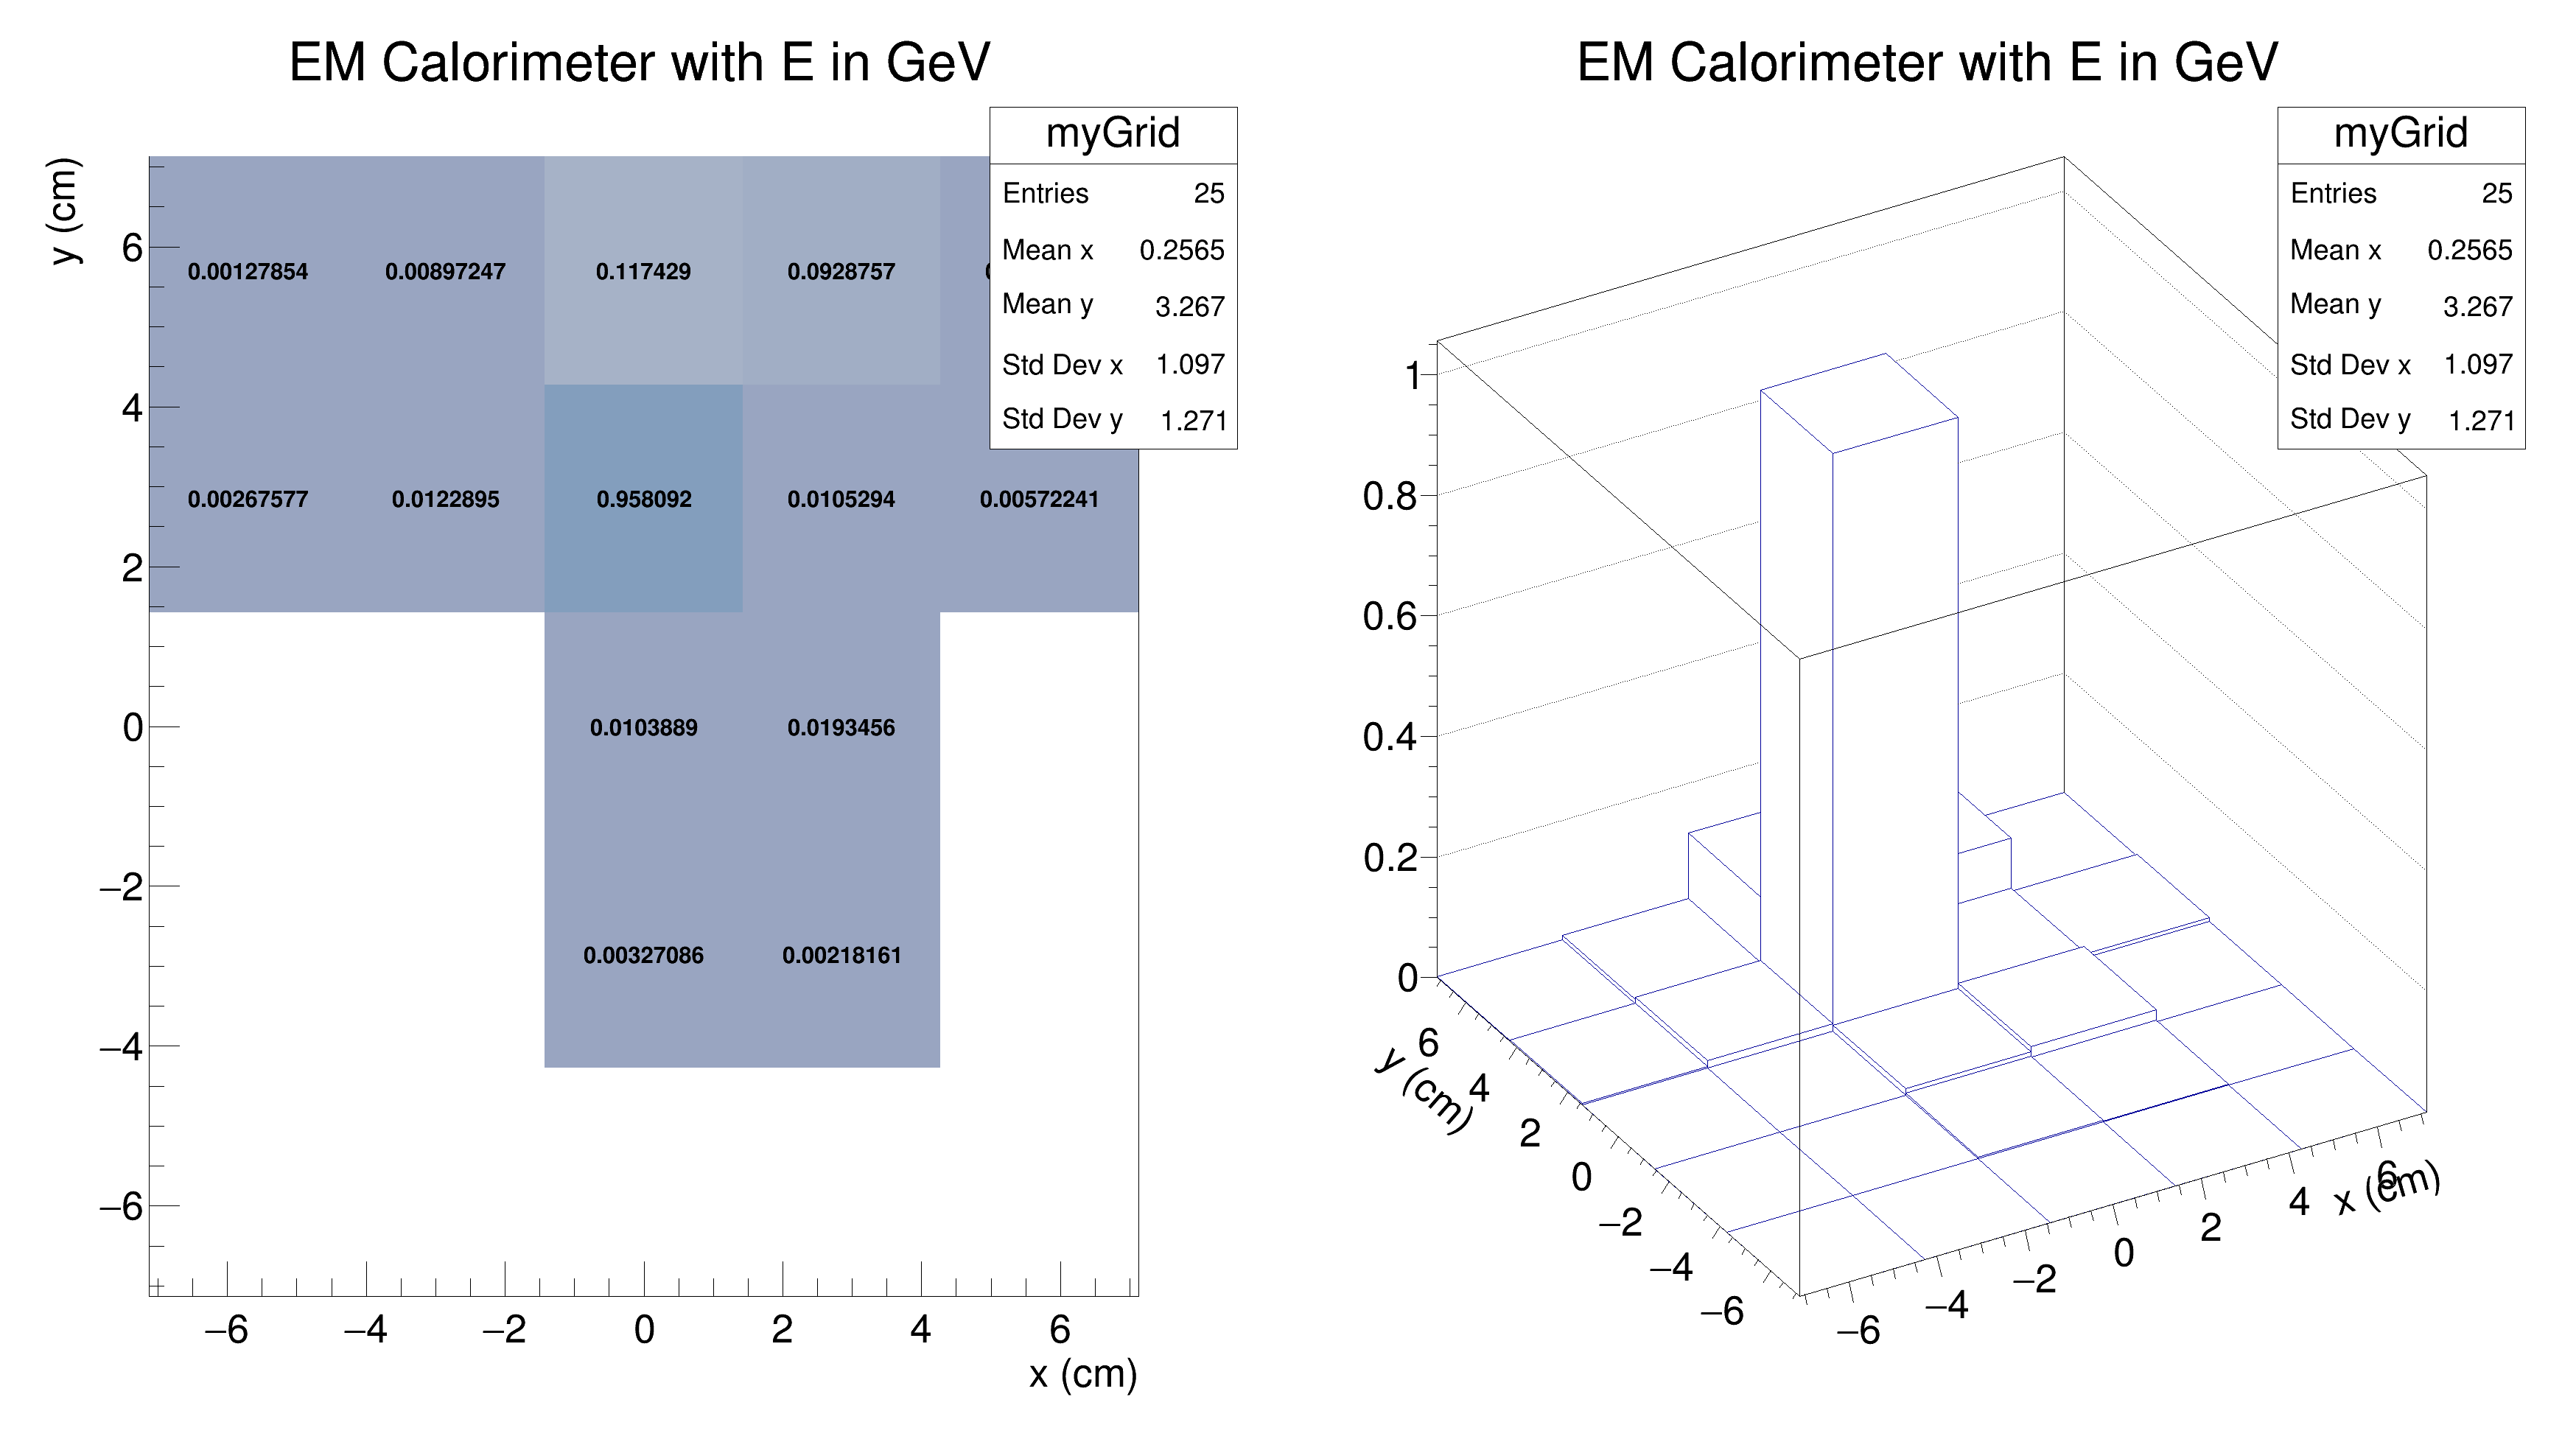 EM Calorimeter with E in GeV
myGrid
Entries 25
Mean x 0.2565
Mean y 3.267
Std Dev x 1.097
Std Dev y 1.271
y (cm)
6
4
2
0
−2
−4
−6
0.00127854 0.00897247 0.117429 0.0928757
0.00267577 0.0122895 0.958092 0.0105294 0.00572241
0.0103889 0.0193456
0.00327086 0.00218161
−6 −4 −2 0 2 4 6
x (cm)
EM Calorimeter with E in GeV
myGrid
Entries 25
Mean x 0.2565
Mean y 3.267
Std Dev x 1.097
Std Dev y 1.271
1
0.8
0.6
0.4
0.2
0
6
4
2
0
−2
−4
−6
y (cm)
−6 −4 −2 0 2 4 6
x (cm)